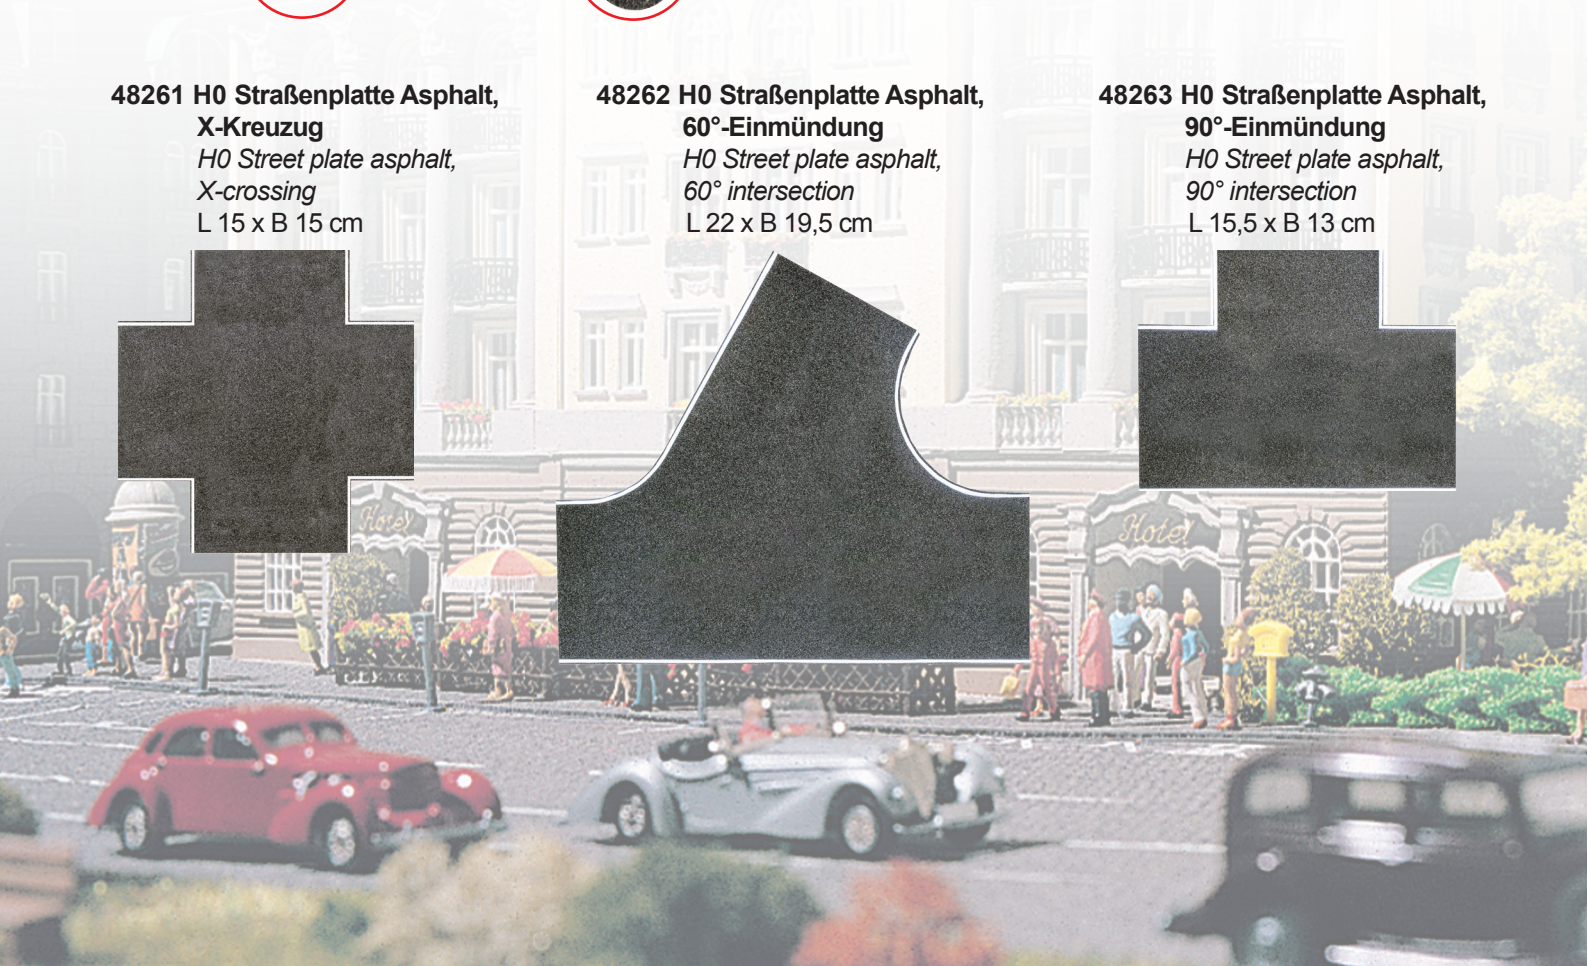 48261 H0 Straßenplatte Asphalt,
X-Kreuzug
H0 Street plate asphalt,
X-crossing
L 15 x B 15 cm
48262 H0 Straßenplatte Asphalt,
60°-Einmündung
H0 Street plate asphalt,
60° intersection
L 22 x B 19,5 cm
48263 H0 Straßenplatte Asphalt,
90°-Einmündung
H0 Street plate asphalt,
90° intersection
L 15,5 x B 13 cm
Hotel
Hotel